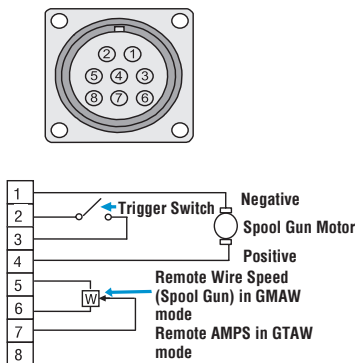 2 1
5 4 3
8 7 6
1
2
3
4
5
6
7
8
Trigger Switch
Negative
Spool Gun Motor
Positive
W
Remote Wire Speed
(Spool Gun) in GMAW
mode
Remote AMPS in GTAW
mode